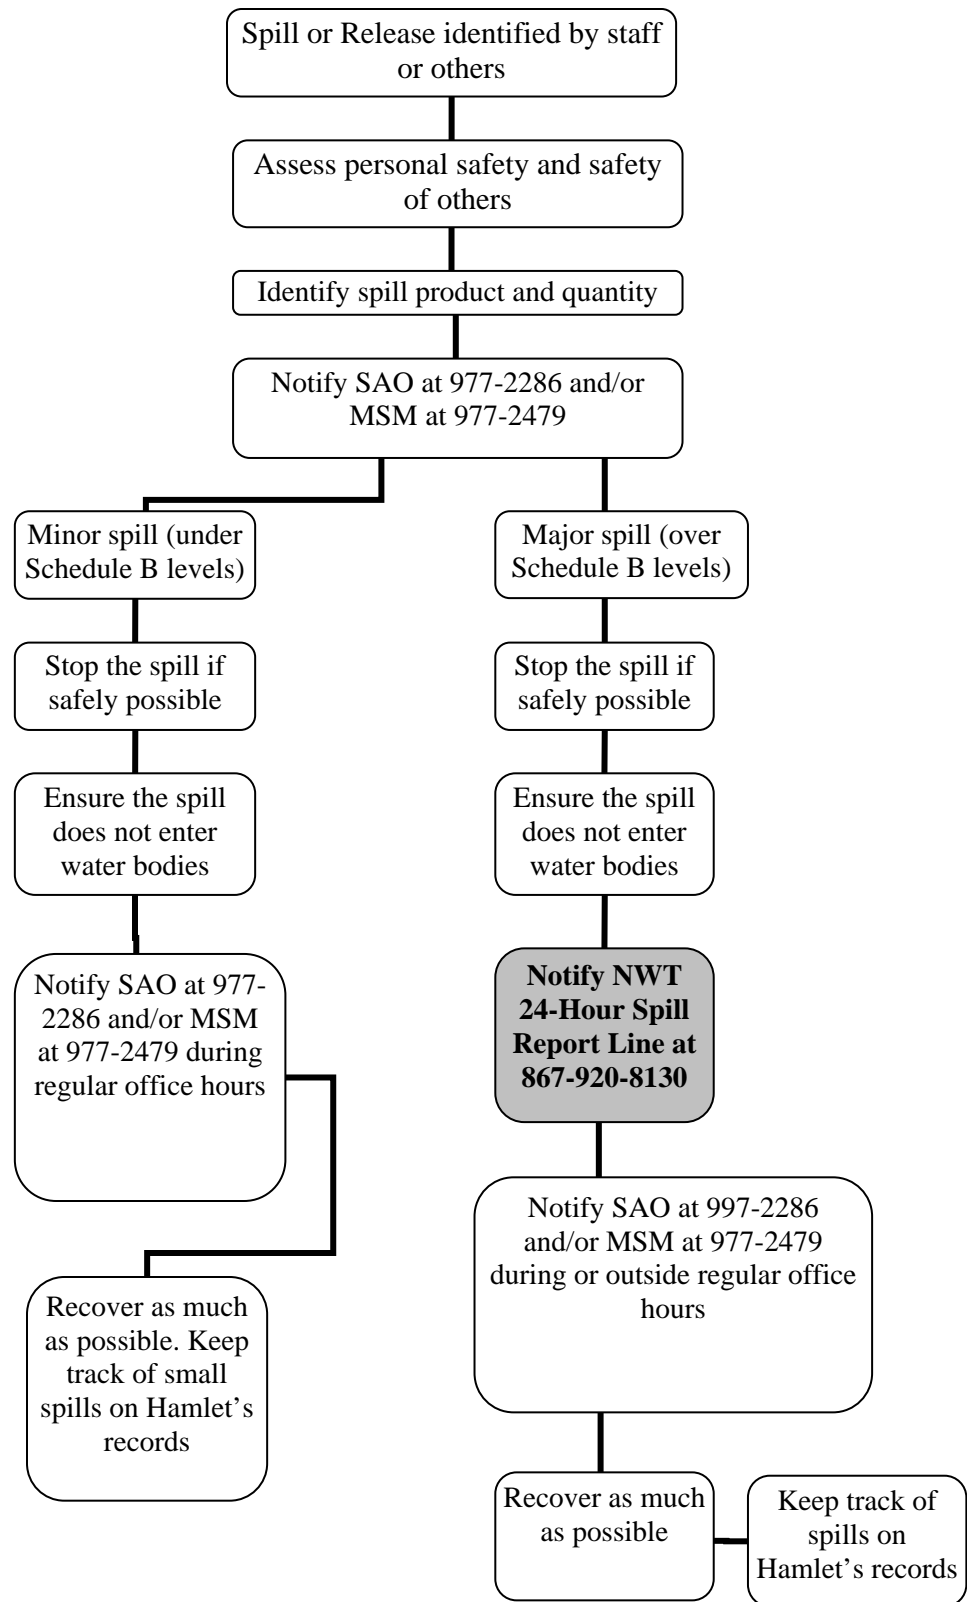 Spill or Release identified by staff
or others
Assess personal safety and safety
of others
Identify spill product and quantity
Notify SAO at 977-2286 and/or
MSM at 977-2479
Minor spill (under
Schedule B levels)
Stop the spill if
safely possible
Ensure the spill
does not enter
water bodies
Notify SAO at 977-
2286 and/or MSM
at 977-2479 during
regular office hours
Recover as much
as possible. Keep
track of small
spills on Hamlet’s
records
Major spill (over
Schedule B levels)
Stop the spill if
safely possible
Ensure the spill
does not enter
water bodies
Notify NWT
24-Hour Spill
Report Line at
867-920-8130
Notify SAO at 997-2286
and/or MSM at 977-2479
during or outside regular office
hours
Recover as much
as possible
Keep track of
spills on
Hamlet’s records